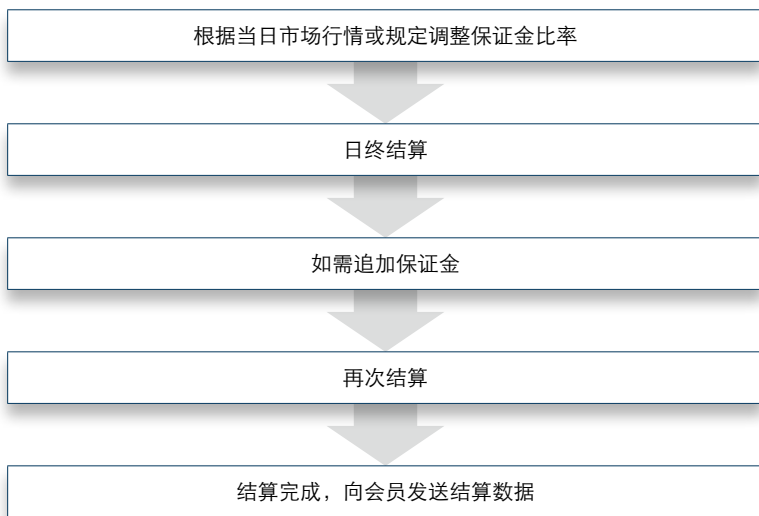 根据当日市场行情或规定调整保证金比率
日终结算
如需追加保证金
再次结算
结算完成，向会员发送结算数据